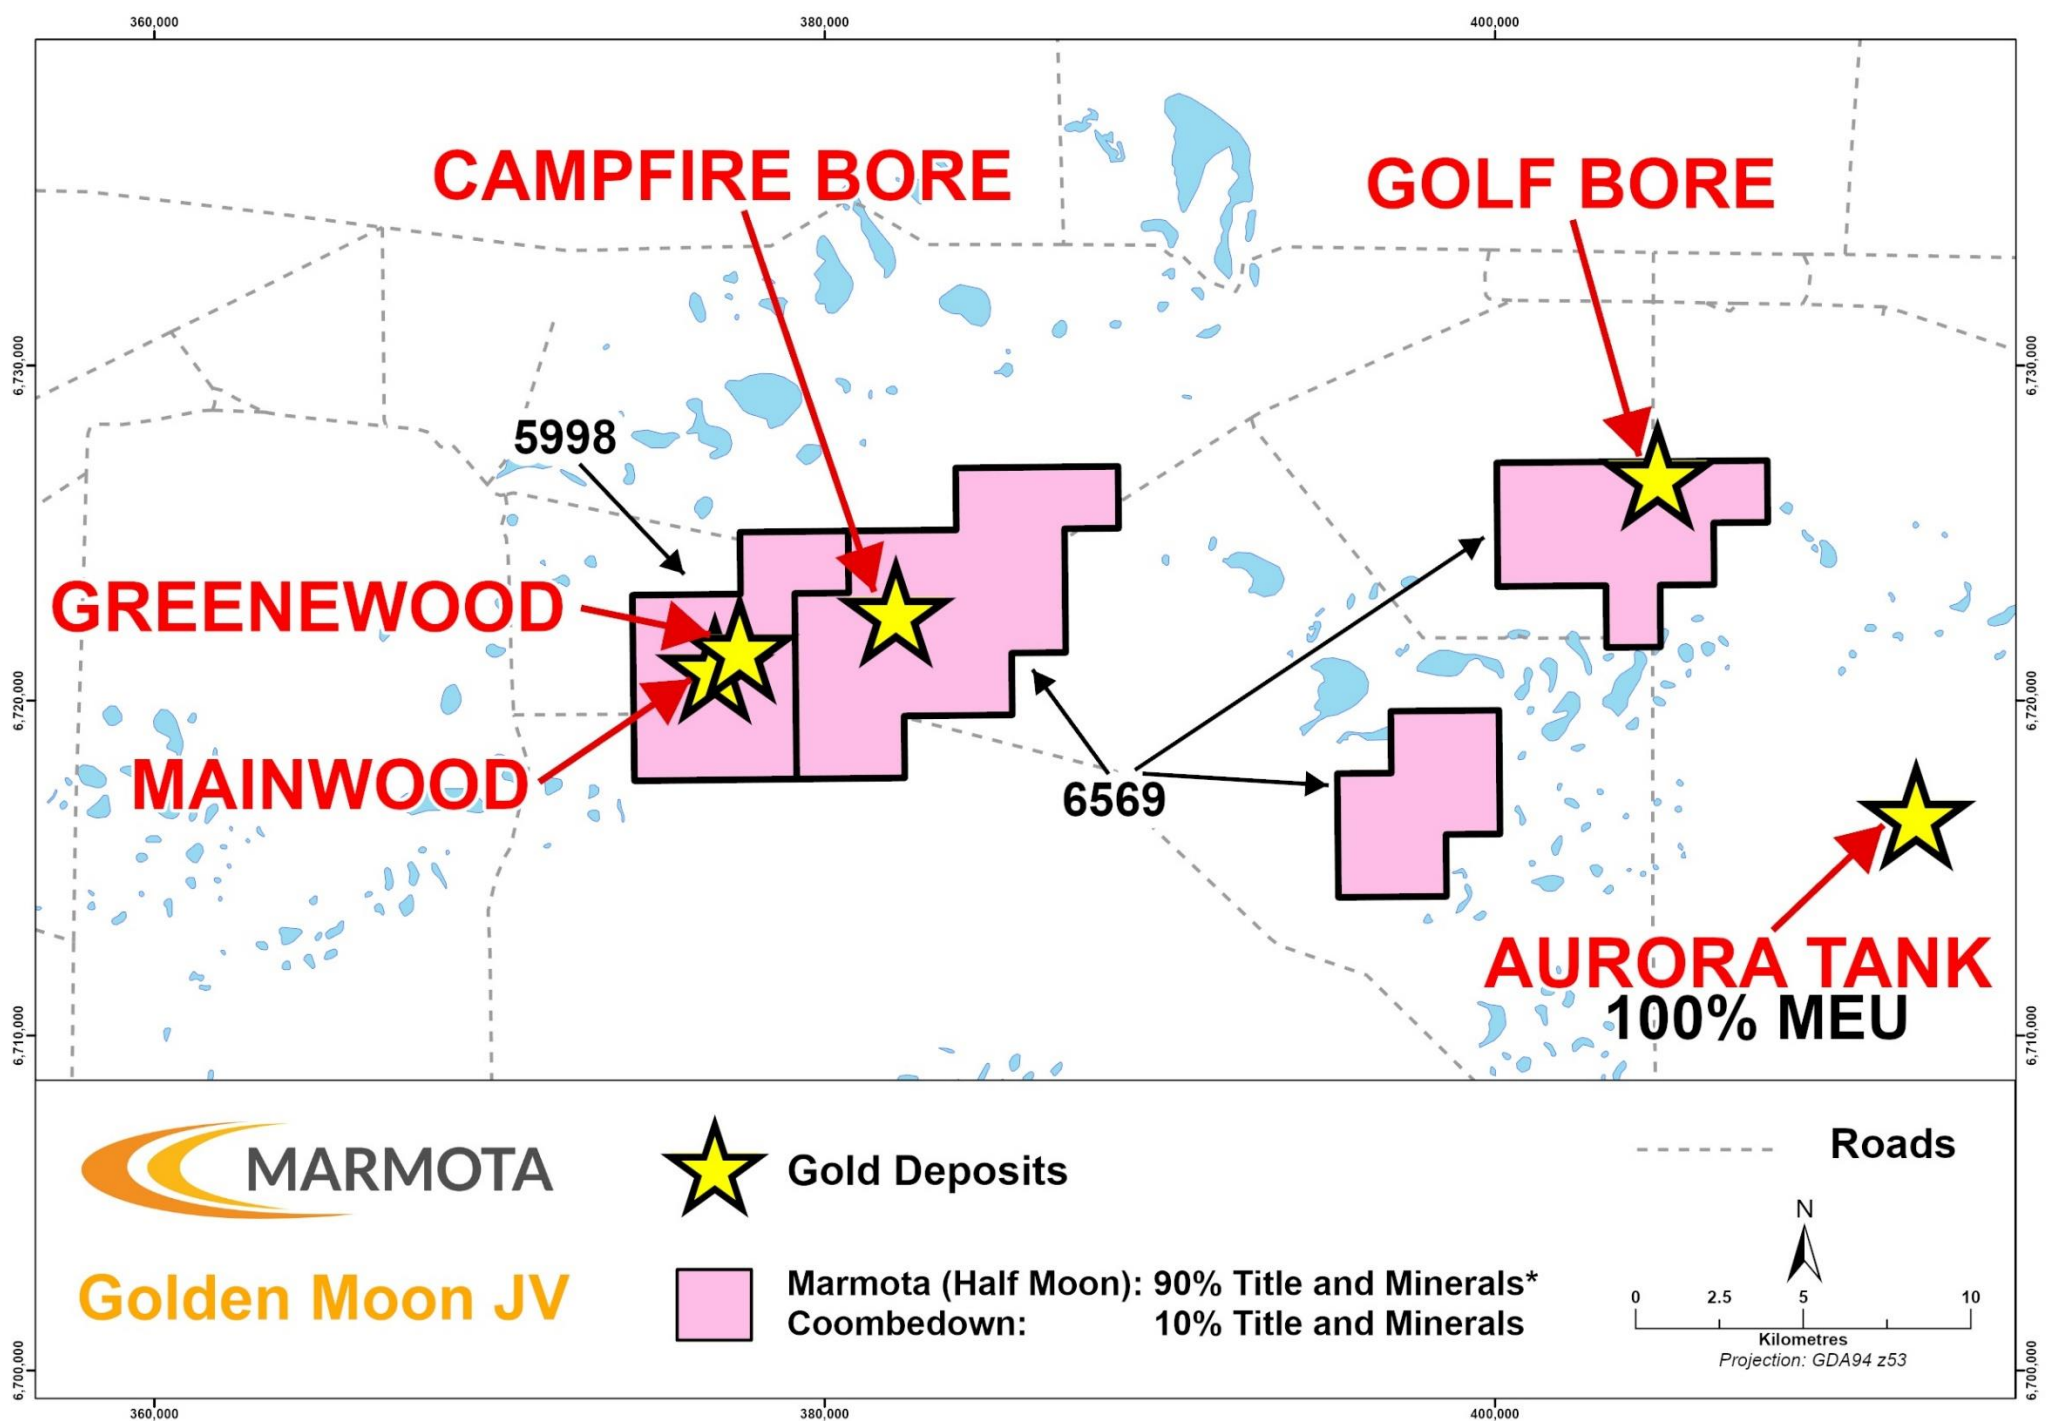 360,000
380,000
400,000
CAMPFIRE BORE
GOLF BORE
6,730,000
6,730,000
5998
GREENEWOOD
6,720,000
6,720,000
MAINWOOD
6569
AURORA TANK
100% MEU
6,710,000
6,710,000
MARMOTA
Gold Deposits
Roads
N
Golden Moon JV
Marmota (Half Moon): 90% Title and Minerals*
Coombedown: 10% Title and Minerals
0 2.5 5 10
Kilometres
Projection: GDA94 z53
6,700,000
6,700,000
360,000
380,000
400,000